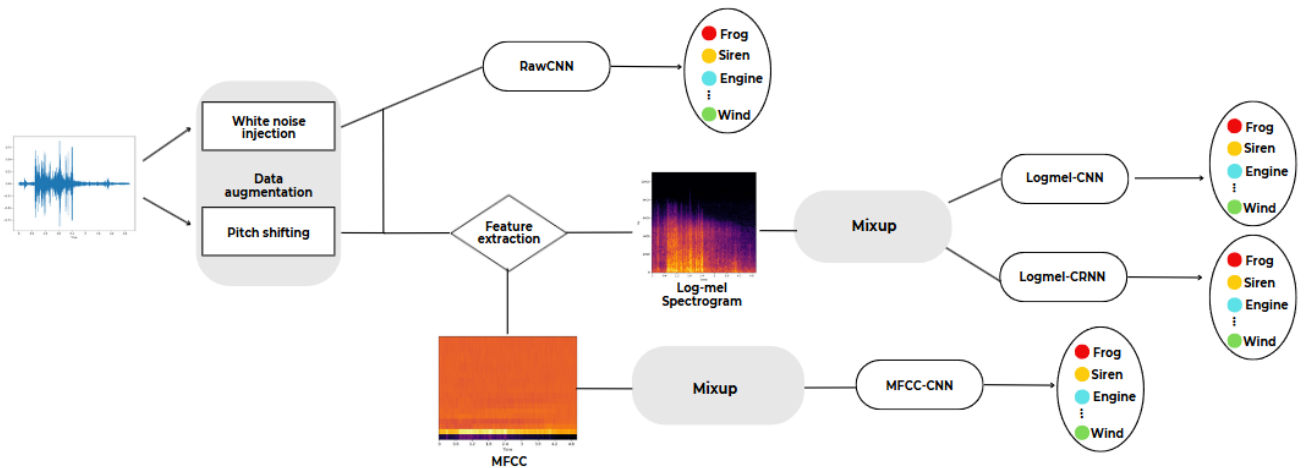 White noise
injection
Data
augmentation
Pitch shifting
RawCNN
Frog
Siren
Engine
⋮
Wind
Feature
extraction
Log-mel
Spectrogram
Mixup
Logmel-CNN
Frog
Siren
Engine
⋮
Wind
Logmel-CRNN
Frog
Siren
Engine
⋮
Wind
MFCC
Mixup
MFCC-CNN
Frog
Siren
Engine
⋮
Wind